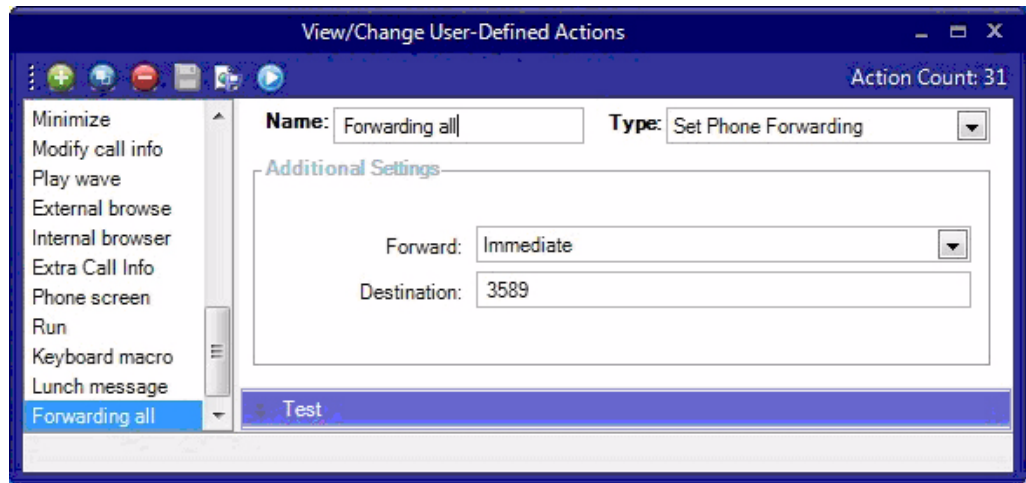 View/Change User-Defined Actions
Action Count: 31
Minimize
Modify call info
Play wave
External browse
Internal browser
Extra Call Info
Phone screen
Run
Keyboard macro
Lunch message
Forwarding all
Name: Forwarding all Type: Set Phone Forwarding
Additional Settings
Forward: Immediate
Destination: 3589
Test